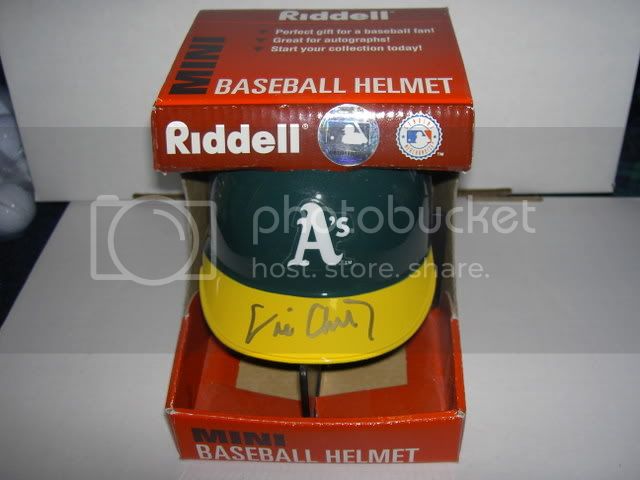 Riddell
Perfect gift for a baseball fan!
Great for autographs!
Start your collection today!
MINI
BASEBALL HELMET
Riddell
A's
photobucket
host. store. share.
MINI
BASEBALL HELMET